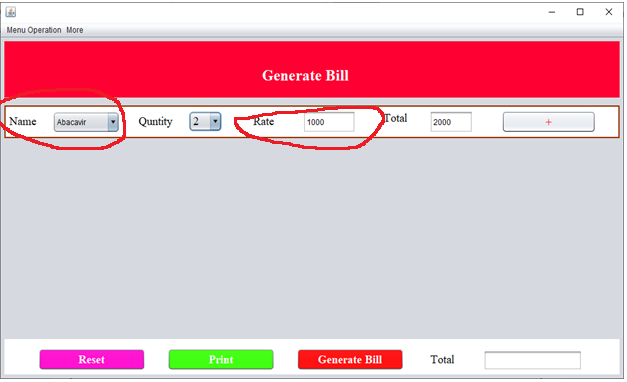 Menu Operation More
Generate Bill
Name Abacavir Quntity 2 Rate 1000 Total 2000 +
Reset Print Generate Bill Total